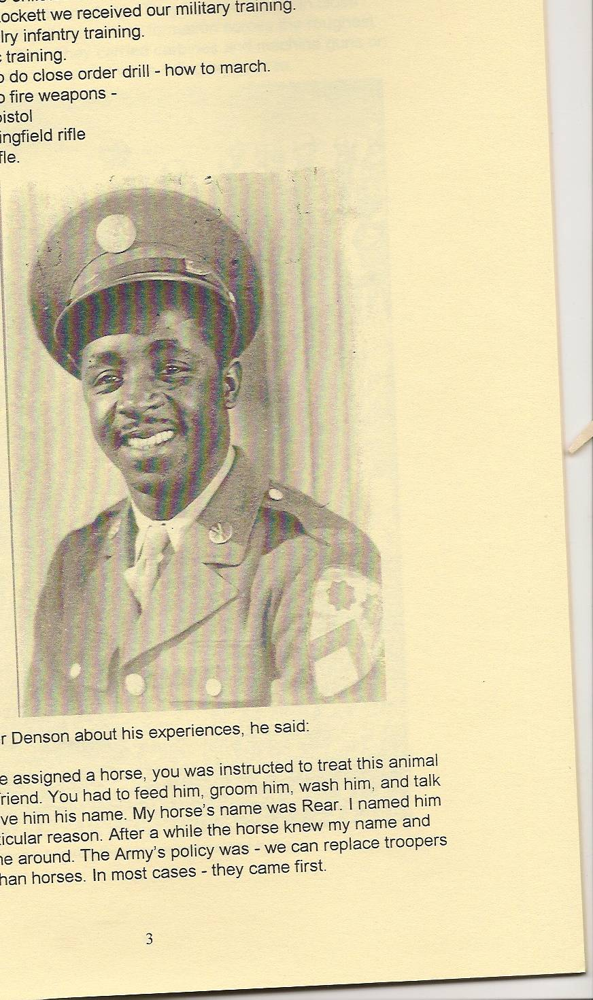 ockett we received our military training.
lry infantry training.
training.
o do close order drill - how to march.
o fire weapons -
pistol
ingfield rifle
fle.
r Denson about his experiences, he said:
e assigned a horse, you was instructed to treat this animal
friend. You had to feed him, groom him, wash him, and talk
ve him his name. My horse's name was Rear. I named him
icular reason. After a while the horse knew my name and
ne around. The Army's policy was - we can replace troopers
han horses. In most cases - they came first.
3